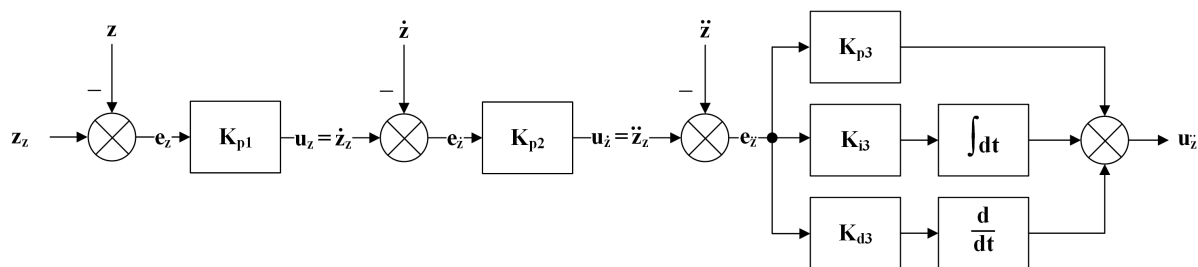 z
ż
z̈
−
−
−
z_z
e_z
K_p1
u_z = ż_z
e_ż
K_p2
u_ż = z̈_z
e_z̈
K_p3
K_i3
∫dt
K_d3
d
dt
u_z̈